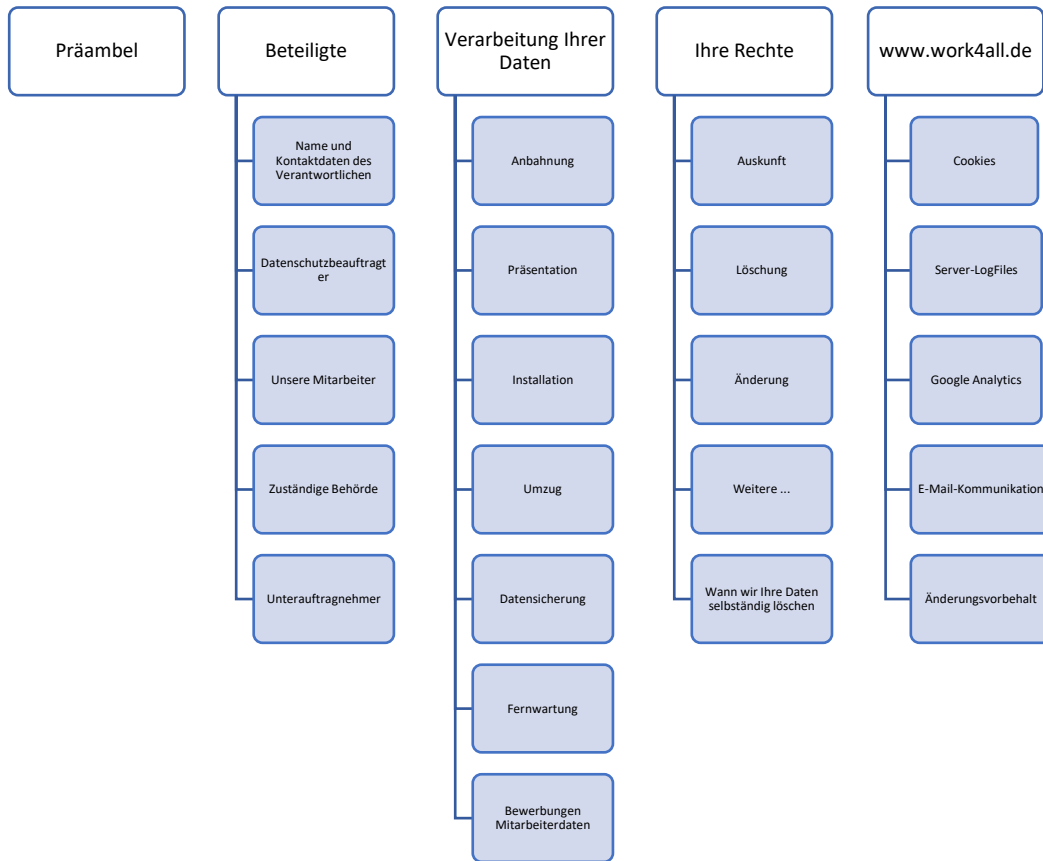 Präambel
Beteiligte
Name und
Kontaktdaten des
Verantwortlichen
Datenschutzbeauftragt
er
Unsere Mitarbeiter
Zuständige Behörde
Unterauftragnehmer
Verarbeitung Ihrer
Daten
Anbahnung
Präsentation
Installation
Umzug
Datensicherung
Fernwartung
Bewerbungen
Mitarbeiterdaten
Ihre Rechte
Auskunft
Löschung
Änderung
Weitere ...
Wann wir Ihre Daten
selbständig löschen
www.work4all.de
Cookies
Server-LogFiles
Google Analytics
E-Mail-Kommunikation
Änderungsvorbehalt